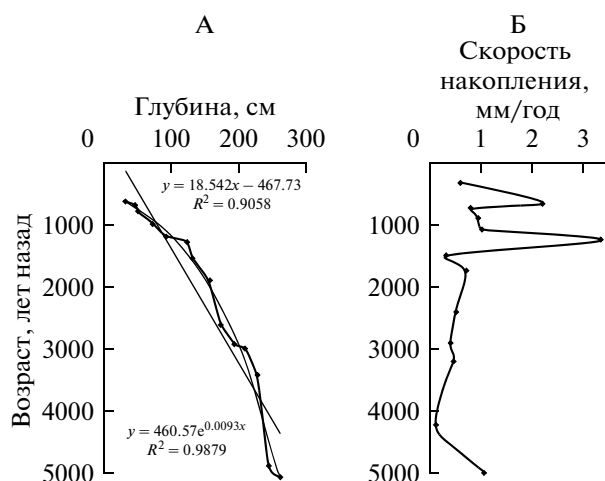 А
Глубина, см
0 100 200 300
y = 18.542x − 467.73
R² = 0.9058
1000
2000
3000
4000
5000
Возраст, лет назад
y = 460.57e^0.0093x
R² = 0.9879
Б
Скорость
накопления,
мм/год
0 1 2 3
1000
2000
3000
4000
5000